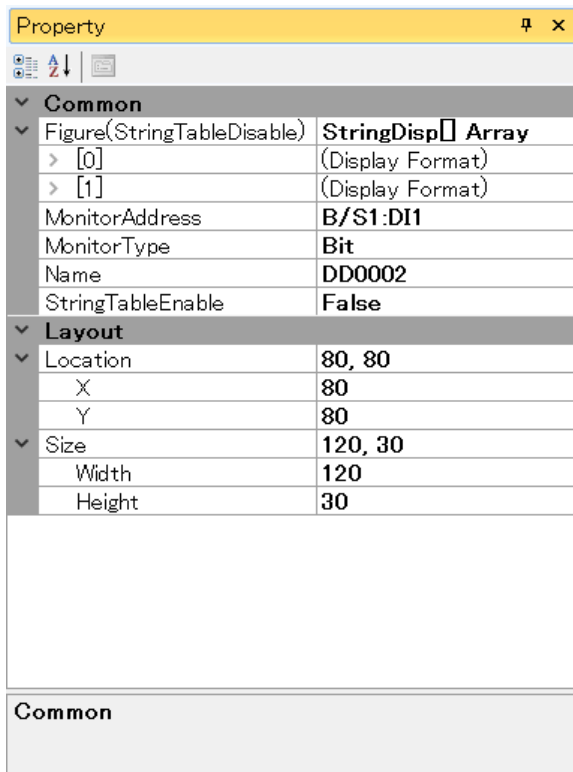 Property
Common
Figure(StringTableDisable) StringDisp[] Array
[0] (Display Format)
[1] (Display Format)
MonitorAddress B/S1:DI1
MonitorType Bit
Name DD0002
StringTableEnable False
Layout
Location 80, 80
X 80
Y 80
Size 120, 30
Width 120
Height 30
Common